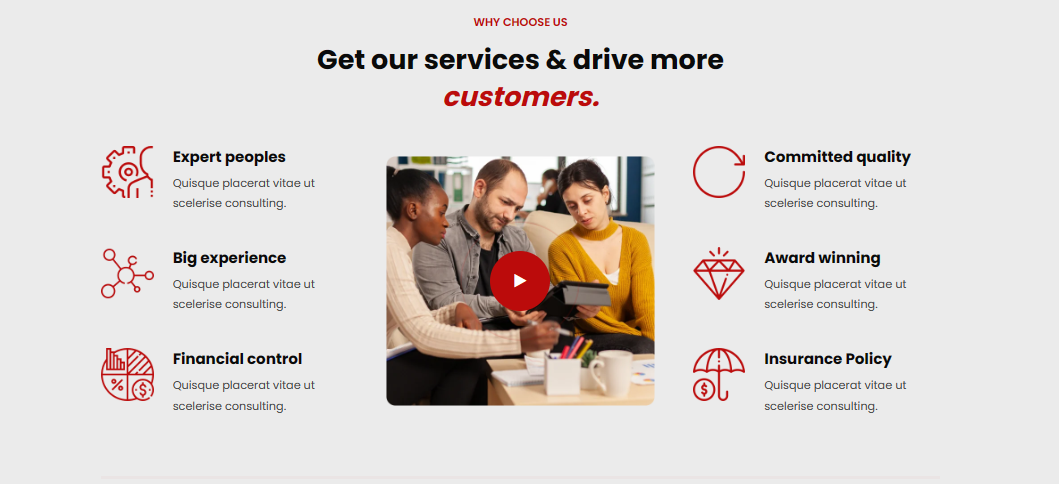 WHY CHOOSE US
Get our services & drive more
customers.
Expert peoples
Quisque placerat vitae ut
scelerise consulting.
Big experience
Quisque placerat vitae ut
scelerise consulting.
Financial control
Quisque placerat vitae ut
scelerise consulting.
Committed quality
Quisque placerat vitae ut
scelerise consulting.
Award winning
Quisque placerat vitae ut
scelerise consulting.
Insurance Policy
Quisque placerat vitae ut
scelerise consulting.